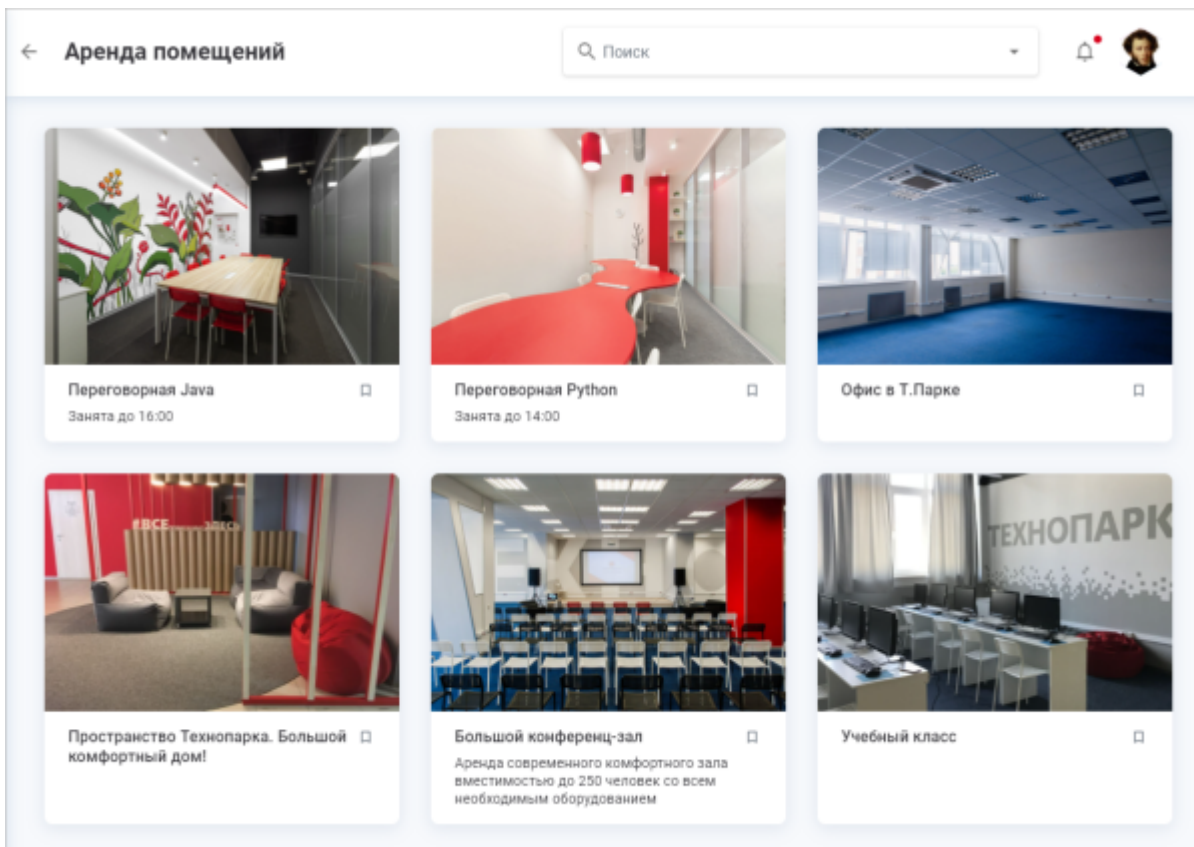 Аренда помещений
Поиск
Переговорная Java
Занята до 16:00
Переговорная Python
Занята до 14:00
Офис в Т.Парке
#ВСЕ ЗДЕСЬ
ТЕХНОПАРК
Пространство Технопарка. Большой
комфортный дом!
Большой конференц-зал
Аренда современного комфортного зала
вместимостью до 250 человек со всем
необходимым оборудованием
Учебный класс